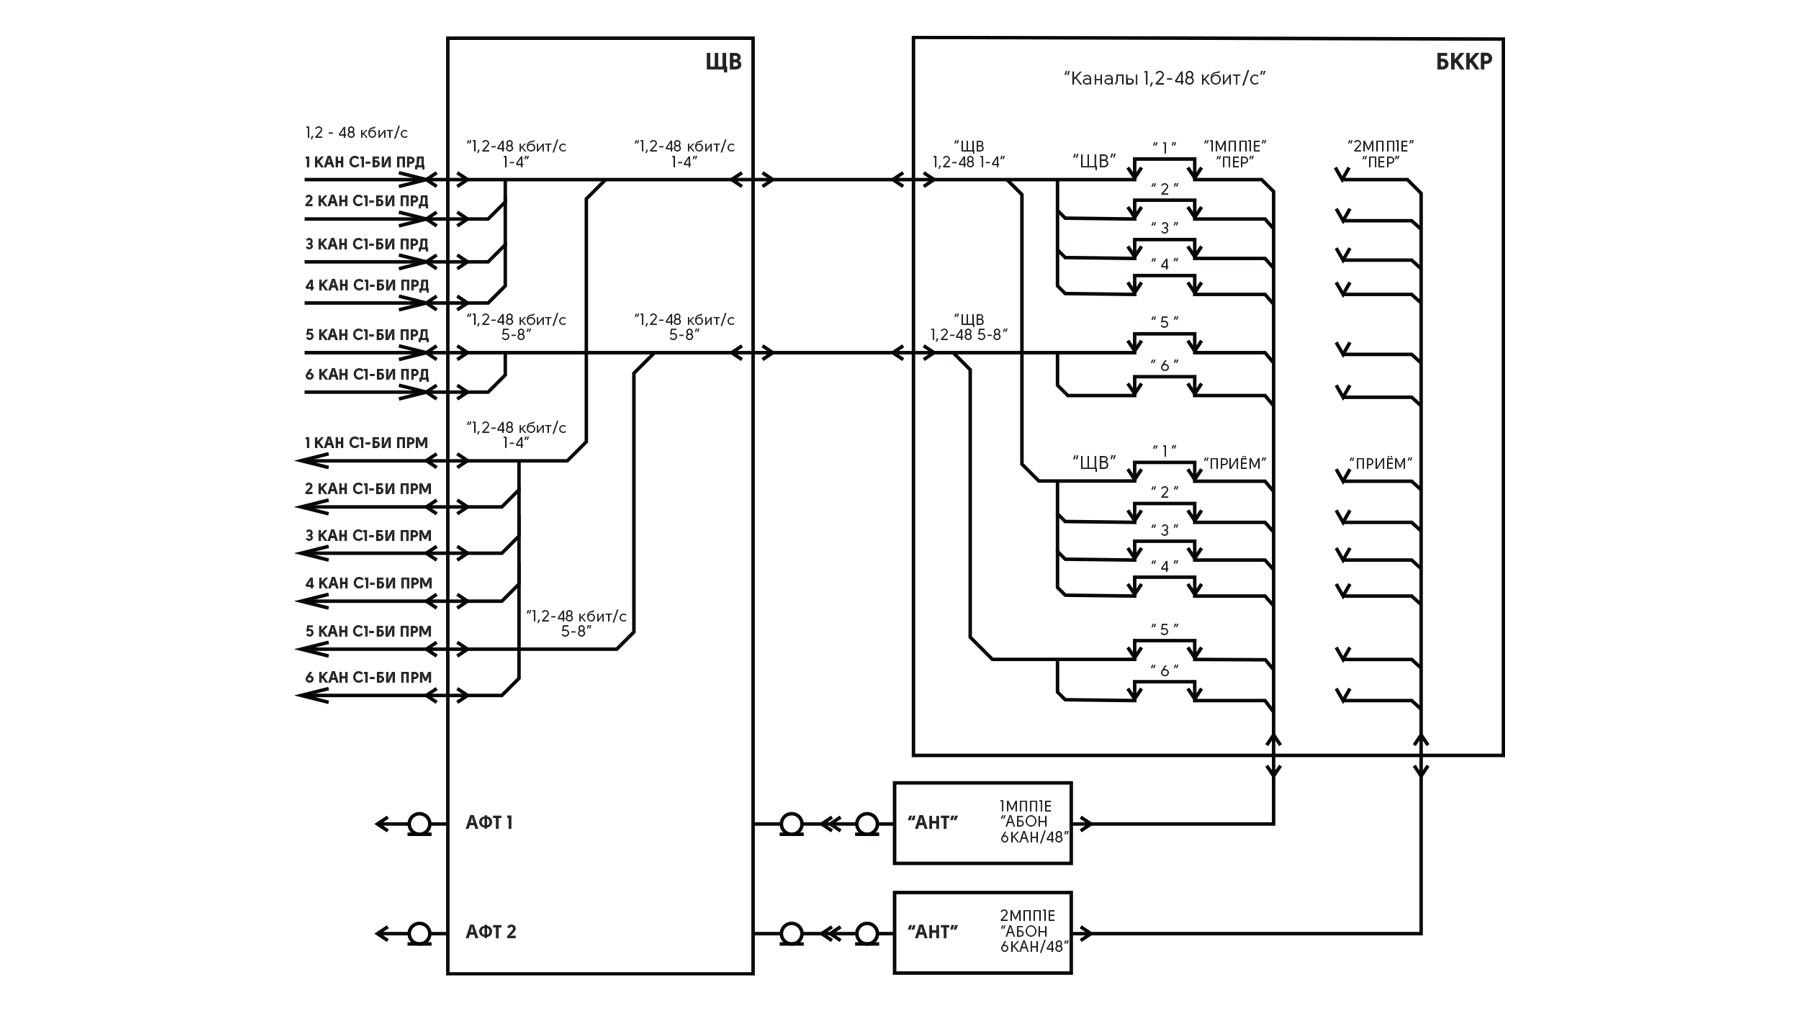 ЩВ
1,2 - 48 кбит/с
1 КАН С1-БИ ПРД
2 КАН С1-БИ ПРД
3 КАН С1-БИ ПРД
4 КАН С1-БИ ПРД
5 КАН С1-БИ ПРД
6 КАН С1-БИ ПРД
1 КАН С1-БИ ПРМ
2 КАН С1-БИ ПРМ
3 КАН С1-БИ ПРМ
4 КАН С1-БИ ПРМ
5 КАН С1-БИ ПРМ
6 КАН С1-БИ ПРМ
“1,2-48 кбит/с
1-4”
“1,2-48 кбит/с
1-4”
“1,2-48 кбит/с
5-8”
“1,2-48 кбит/с
5-8”
“1,2-48 кбит/с
1-4”
“1,2-48 кбит/с
5-8”
АФТ 1
АФТ 2
БККР
“Каналы 1,2-48 кбит/с”
“ЩВ
1,2-48 1-4”
“ЩВ”
“ 1 ”
“ 2 ”
“ 3 ”
“ 4 ”
“1МПП1Е”
“ПЕР”
“2МПП1Е”
“ПЕР”
“ЩВ
1,2-48 5-8”
“ 5 ”
“ 6 ”
“ЩВ”
“ 1 ”
“ПРИЁМ”
“ПРИЁМ”
“ 2 ”
“ 3 ”
“ 4 ”
“ 5 ”
“ 6 ”
“АНТ”
1МПП1Е
“АБОН
6КАН/48”
“АНТ”
2МПП1Е
“АБОН
6КАН/48”